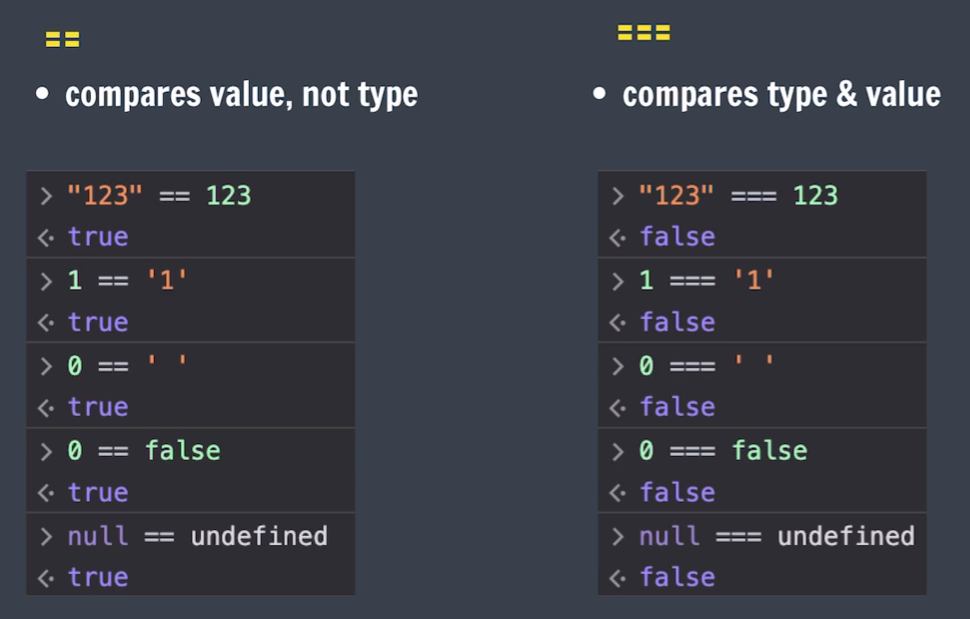 ==
• compares value, not type
> "123" == 123
<· true
> 1 == '1'
<· true
> 0 == ' '
<· true
> 0 == false
<· true
> null == undefined
<· true
===
• compares type & value
> "123" === 123
<· false
> 1 === '1'
<· false
> 0 === ' '
<· false
> 0 === false
<· false
> null === undefined
<· false